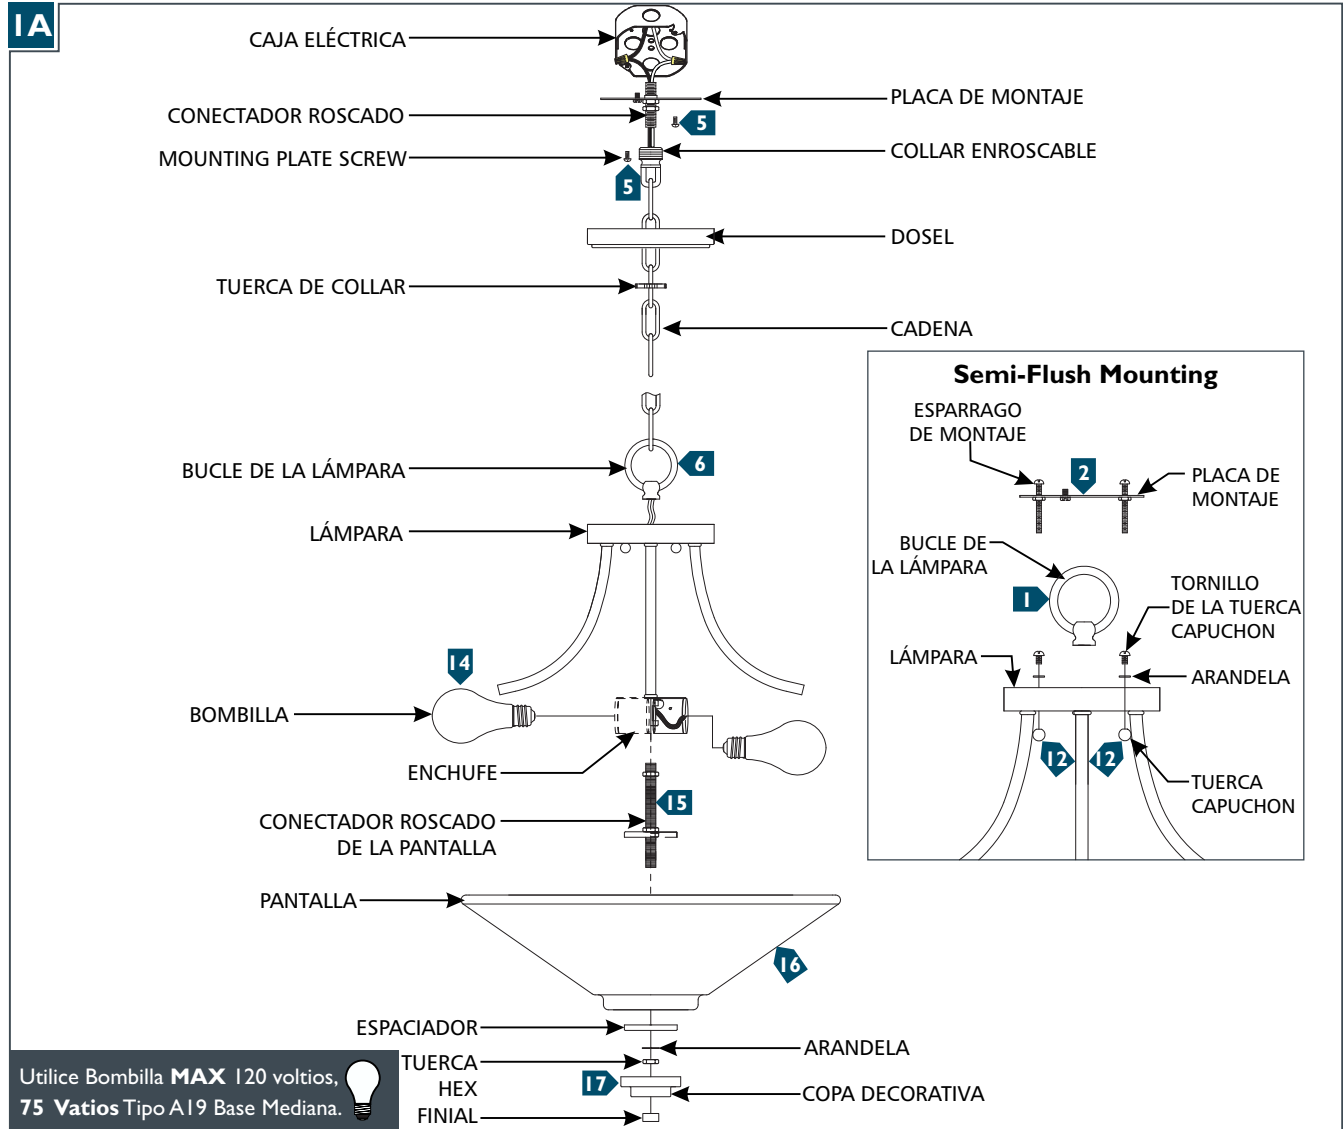 1A
CAJA ELÉCTRICA
PLACA DE MONTAJE
CONECTADOR ROSCADO
5
MOUNTING PLATE SCREW
5
COLLAR ENROSCABLE
DOSEL
TUERCA DE COLLAR
CADENA
BUCLE DE LA LÁMPARA
6
LÁMPARA
14
BOMBILLA
ENCHUFE
15
CONECTADOR ROSCADO
DE LA PANTALLA
PANTALLA
16
ESPACIADOR
ARANDELA
TUERCA
HEX
17
COPA DECORATIVA
FINIAL
Semi-Flush Mounting
ESPARRAGO
DE MONTAJE
2
PLACA DE
MONTAJE
BUCLE DE
LA LÁMPARA
1
TORNILLO
DE LA TUERCA
CAPUCHON
LÁMPARA
ARANDELA
12
12
TUERCA
CAPUCHON
Utilice Bombilla MAX 120 voltios,
75 Vatios Tipo A19 Base Mediana.